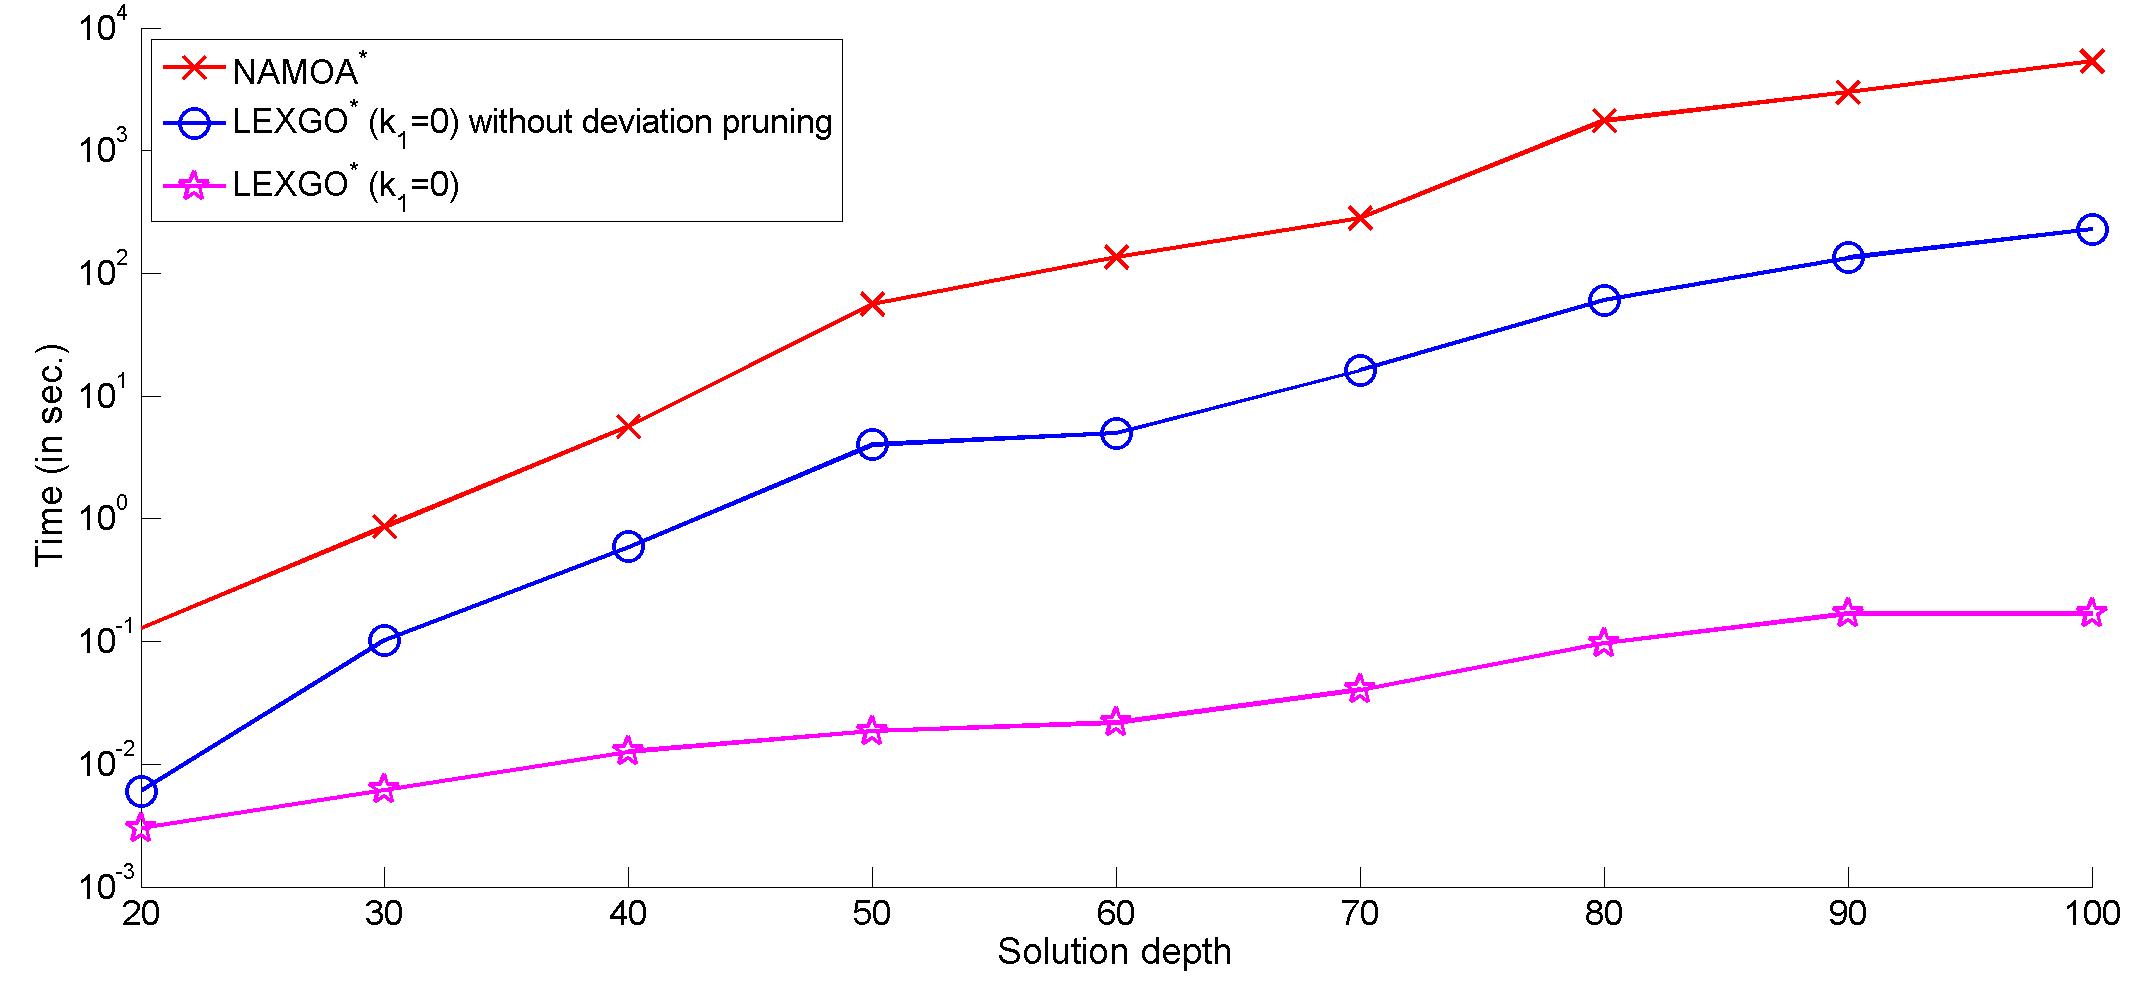 NAMOA*
LEXGO* (k1=0) without deviation pruning
LEXGO* (k1=0)
10^4
10^3
10^2
10^1
10^0
10^-1
10^-2
10^-3
Time (in sec.)
20 30 40 50 60 70 80 90 100
Solution depth